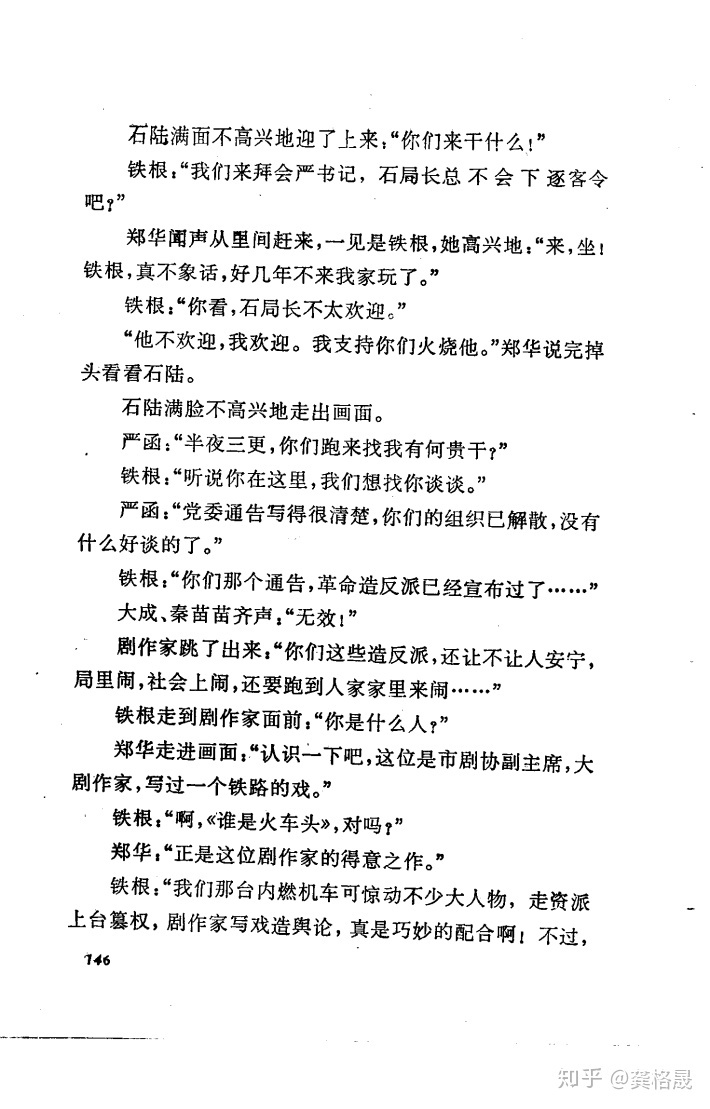 石陆满面不高兴地迎了上来：“你们来干什么！”
铁根：“我们来拜会严书记，石局长总不会下逐客令
吧？”
郑华闻声从里间赶来，一见是铁根，她高兴地：“来，坐！
铁根，真不象话，好几年不来我家玩了。”
铁根：“你看，石局长不太欢迎。”
“他不欢迎，我欢迎。我支持你们火烧他。”郑华说完掉
头看看石陆。
石陆满脸不高兴地走出画面。
严函：“半夜三更，你们跑来找我有何贵干？”
铁根：“听说你在这里，我们想找你谈谈。”
严函：“党委通告写得很清楚，你们的组织已解散，没有
什么好谈的了。”
铁根：“你们那个通告，革命造反派已经宣布过了……”
大成、秦苗苗齐声：“无效！”
剧作家跳了出来：“你们这些造反派，还让不让人安宁，
局里闹，社会上闹，还要跑到人家家里来闹……”
铁根走到剧作家面前：“你是什么人？”
郑华走进画面：“认识一下吧，这位是市剧协副主席，大
剧作家，写过一个铁路的戏。”
铁根：“啊，《谁是火车头》，对吗？”
郑华：“正是这位剧作家的得意之作。”
铁根：“我们那台内燃机车可惊动不少大人物，走资派
上台篡权，剧作家写戏造舆论，真是巧妙的配合啊！不过，
146
知乎 @龚格晟